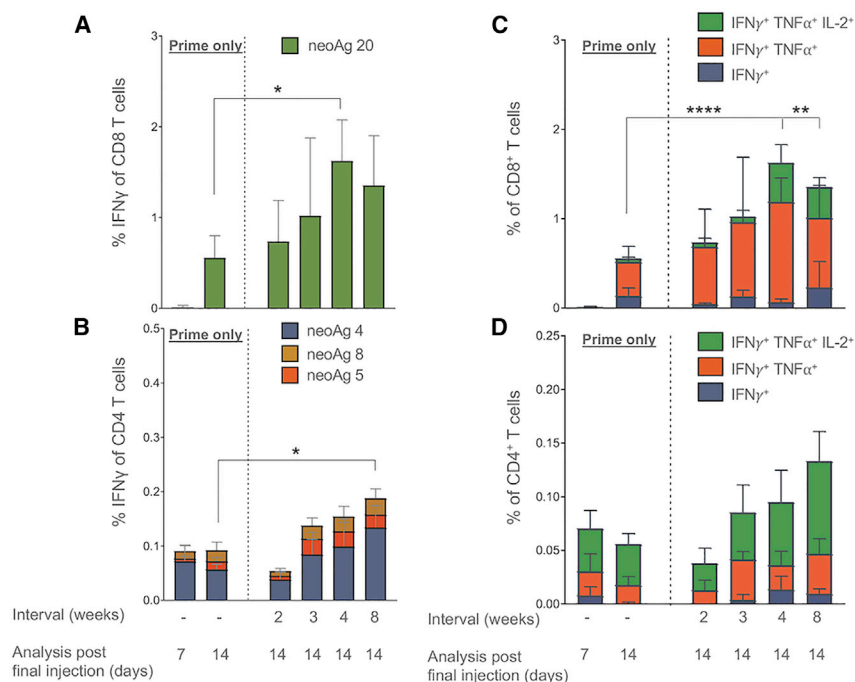 A
% IFNγ of CD8 T cells
3
2
1
0
Prime only
neoAg 20
*
B
% IFNγ of CD4 T cells
0.5
0.4
0.3
0.2
0.1
0.0
Prime only
neoAg 4
neoAg 8
neoAg 5
*
Interval (weeks)
- - 2 3 4 8
Analysis post
final injection (days)
7 14 14 14 14 14
C
% of CD8⁺ T cells
3
2
1
0
Prime only
IFNγ⁺ TNFα⁺ IL-2⁺
IFNγ⁺ TNFα⁺
IFNγ⁺
****
**
D
% of CD4⁺ T cells
0.25
0.20
0.15
0.10
0.05
0.00
Prime only
IFNγ⁺ TNFα⁺ IL-2⁺
IFNγ⁺ TNFα⁺
IFNγ⁺
Interval (weeks)
- - 2 3 4 8
Analysis post
final injection (days)
7 14 14 14 14 14